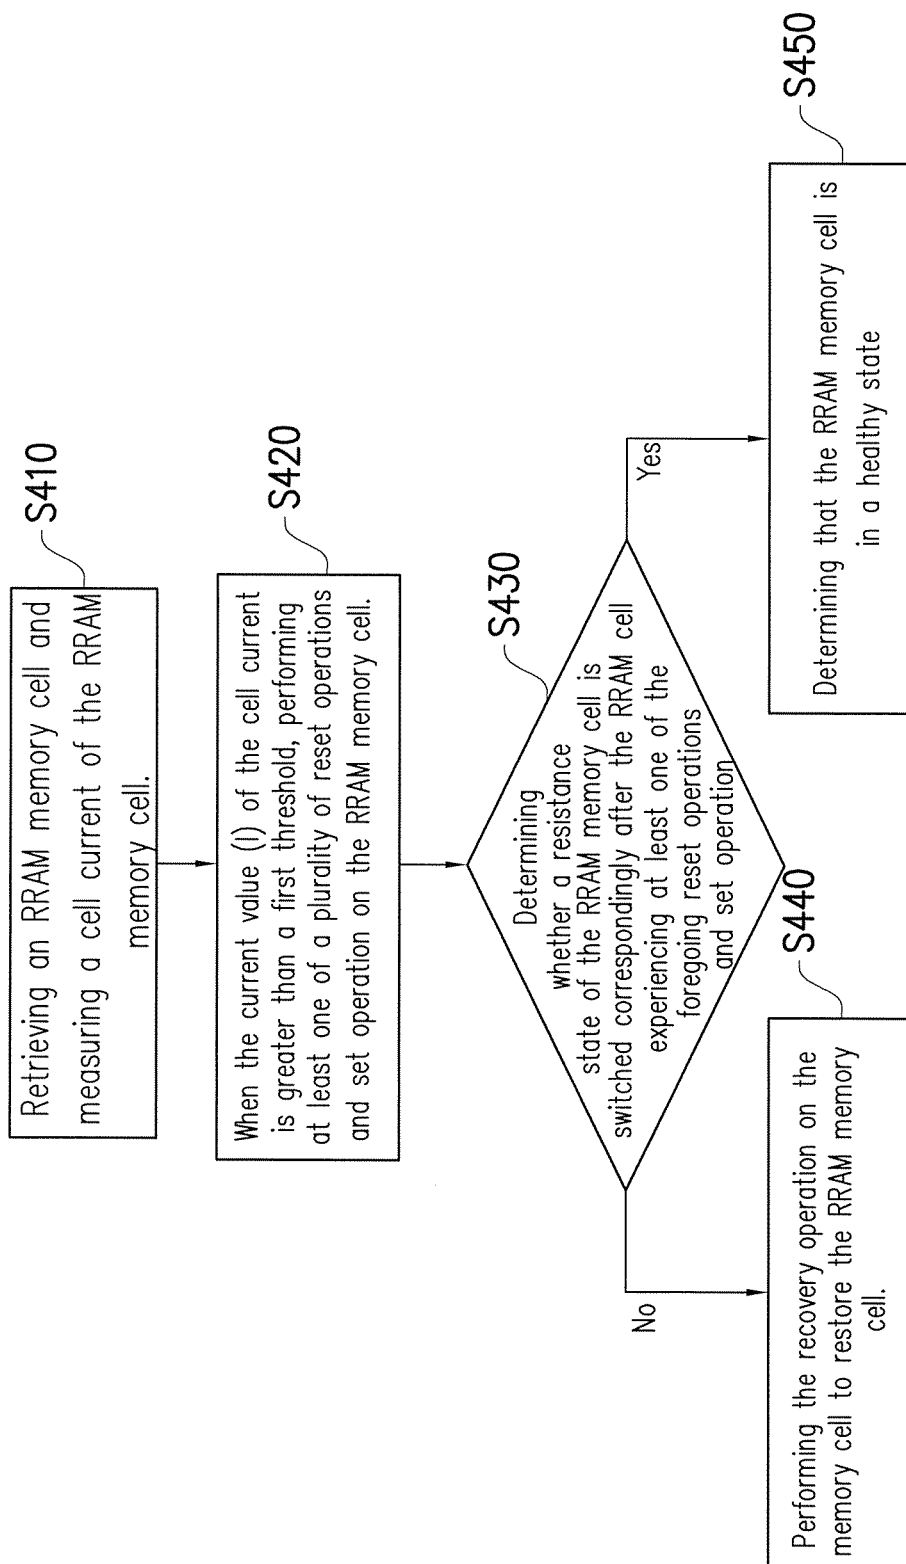 Retrieving an RRAM memory cell and
measuring a cell current of the RRAM
memory cell.
S410
When the current value (I) of the cell current
is greater than a first threshold, performing
at least one of a plurality of reset operations
and set operation on the RRAM memory cell.
S420
Determining
whether a resistance
state of the RRAM memory cell is
switched correspondingly after the RRAM cell
experiencing at least one of the
foregoing reset operations
and set operation
S430
No
Yes
Performing the recovery operation on the
memory cell to restore the RRAM memory
cell.
S440
Determining that the RRAM memory cell is
in a healthy state
S450